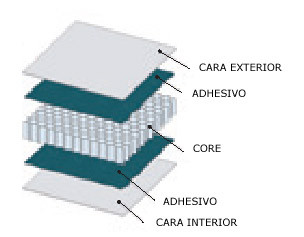 CARA EXTERIOR
ADHESIVO
CORE
ADHESIVO
CARA INTERIOR